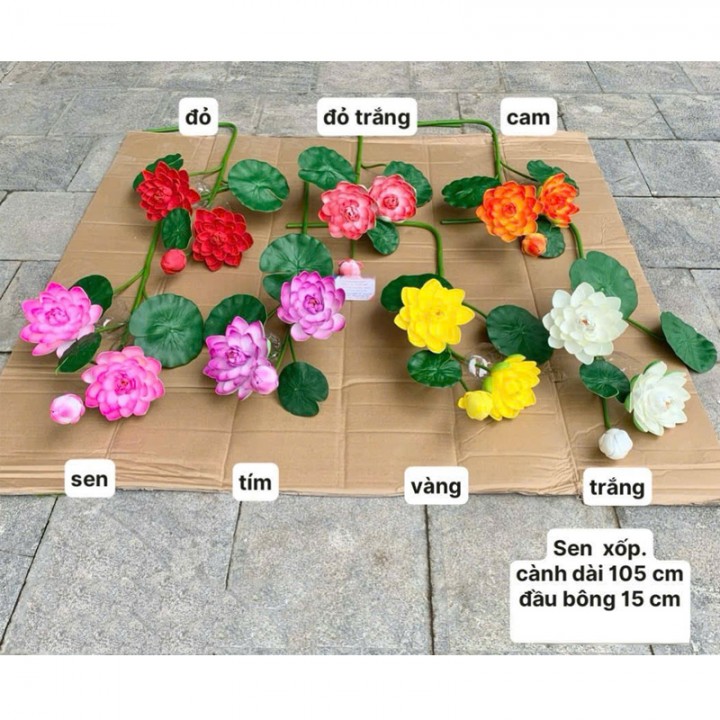 đỏ
đỏ trắng
cam
sen
tím
vàng
trắng
Sen xốp.
cành dài 105 cm
đầu bông 15 cm